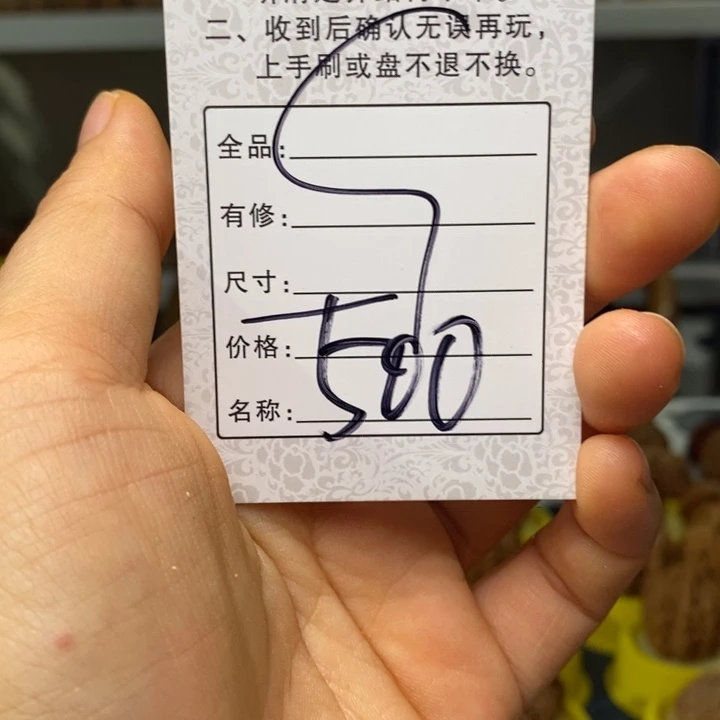 二、收到后确认无误再玩，
上手刷或盘不退不换。
全品：
有修：
尺寸：
价格：500
名称：